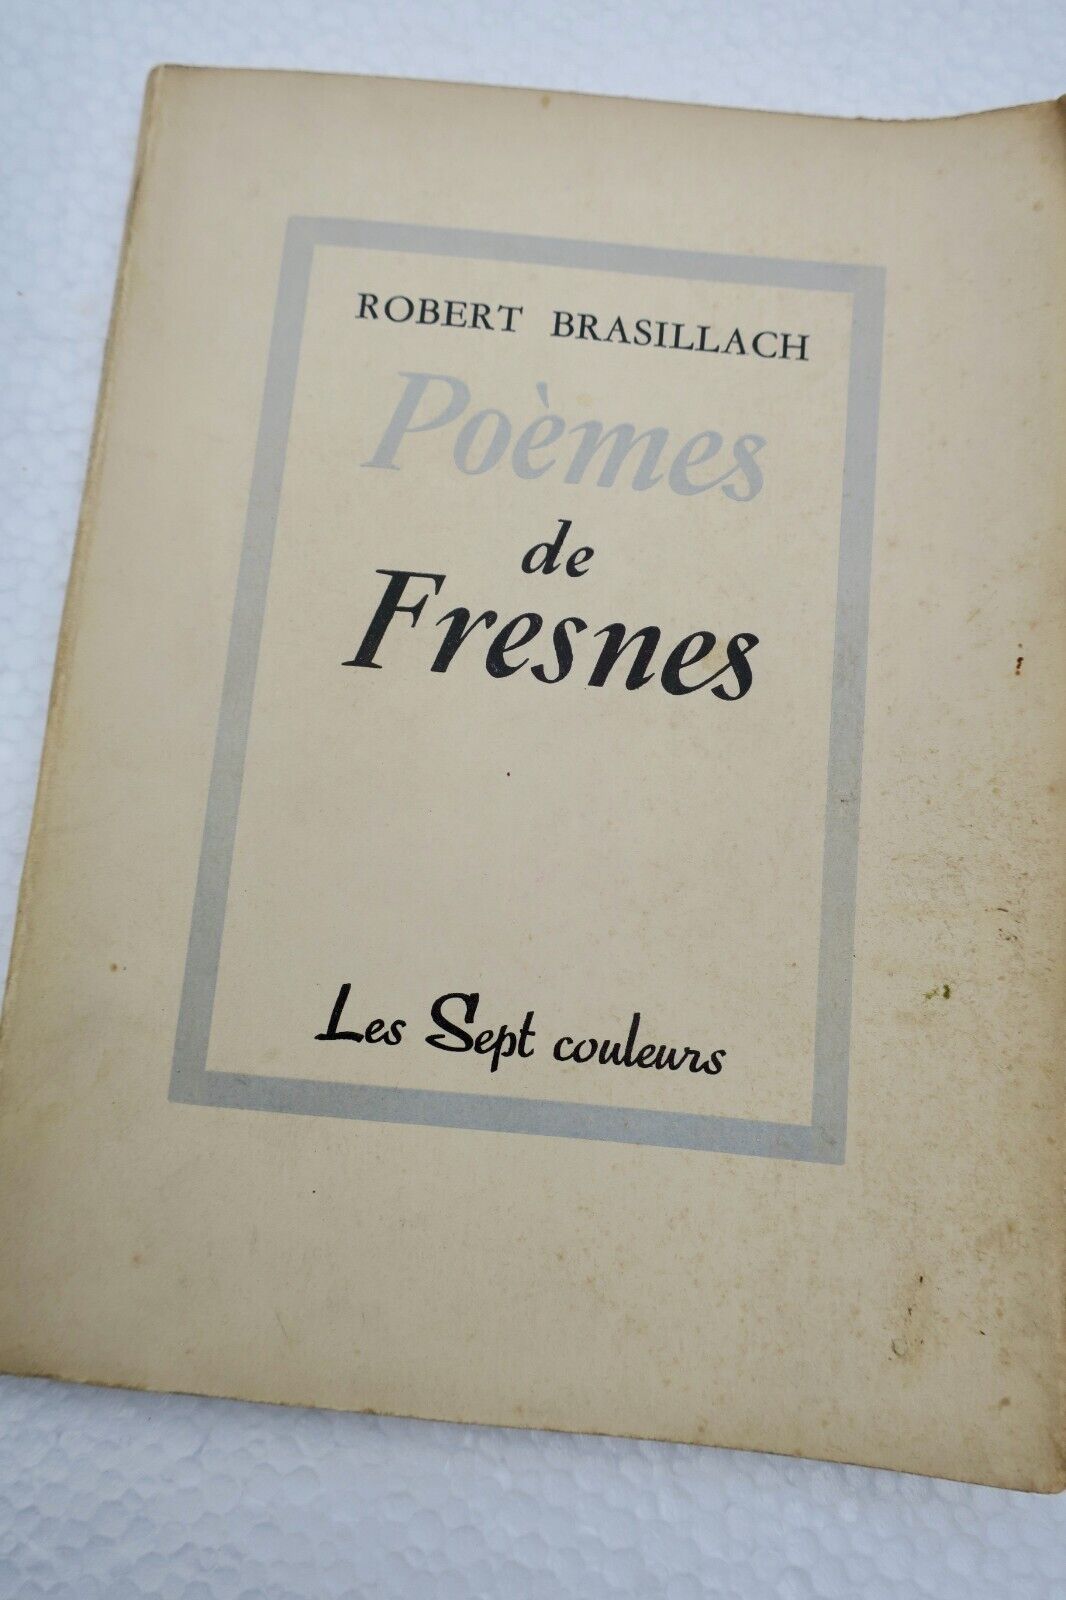 ROBERT BRASILLACH
Poèmes
de
Fresnes
Les Sept couleurs